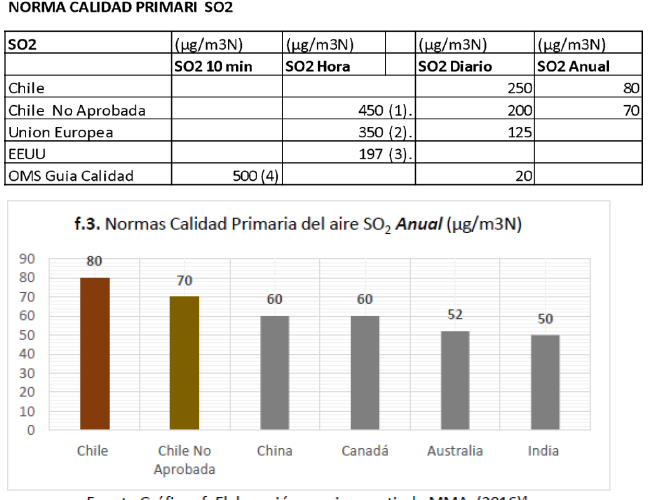 NORMA CALIDAD PRIMARI SO2
SO2 (µg/m3N) (µg/m3N) (µg/m3N) (µg/m3N)
SO2 10 min SO2 Hora SO2 Diario SO2 Anual
Chile 250 80
Chile No Aprobada 450 (1). 200 70
Union Europea 350 (2). 125
EEUU 197 (3).
OMS Guia Calidad 500 (4) 20
f.3. Normas Calidad Primaria del aire SO2 Anual (µg/m3N)
90
80
70
60
50
40
30
20
10
0
80
70
60
60
52
50
Chile
Chile No
Aprobada
China
Canadá
Australia
India